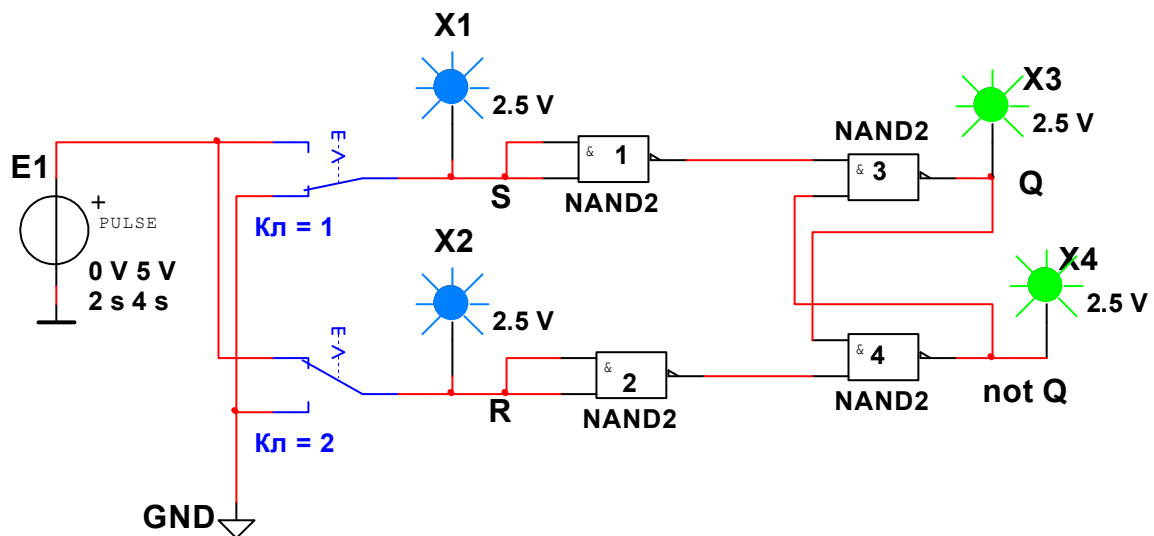 X1
2.5 V
X3
2.5 V
NAND2
E1
+
PULSE
0 V 5 V
2 s 4 s
Кл = 1
S
& 1
NAND2
& 3
NAND2
Q
X2
2.5 V
X4
2.5 V
Кл = 2
R
& 2
NAND2
& 4
NAND2
not Q
GND